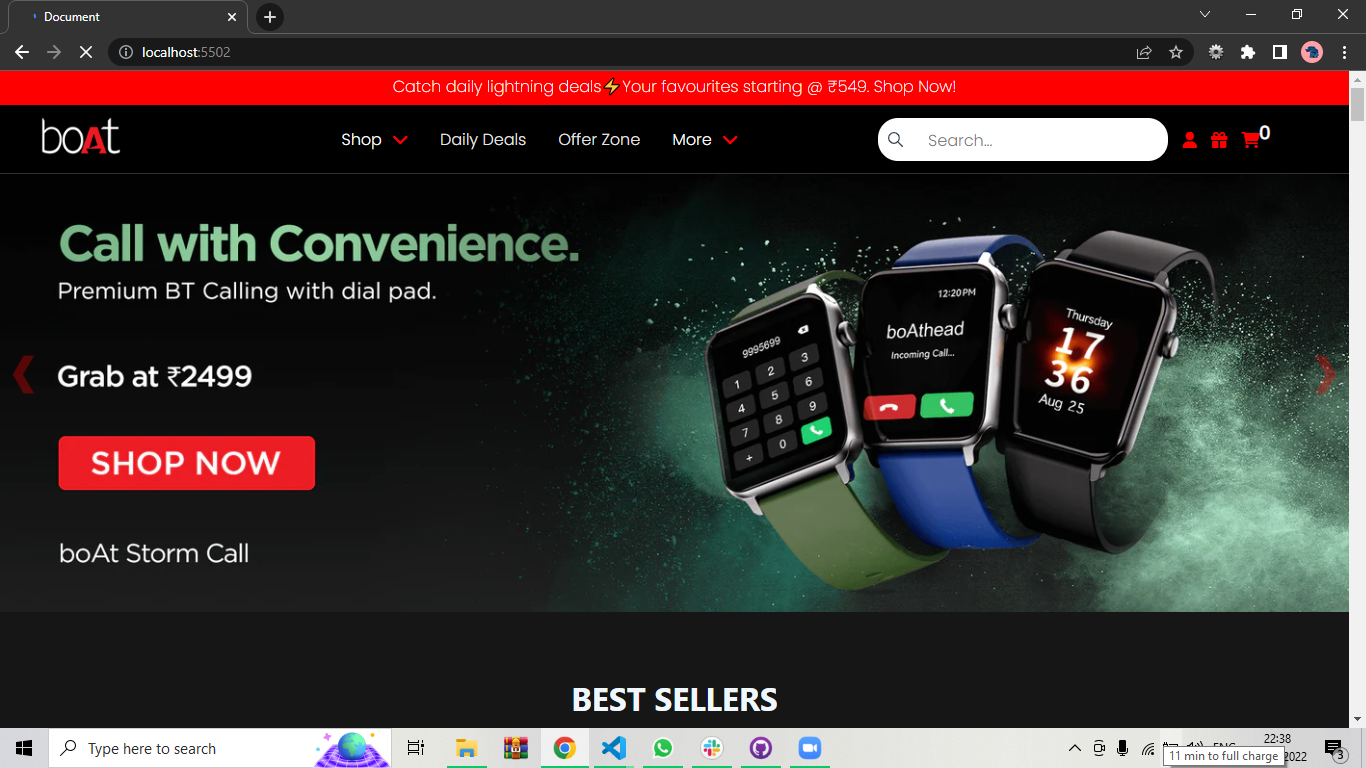 Document
localhost:5502
Catch daily lightning deals⚡Your favourites starting @ ₹549. Shop Now!
boAt
Shop
Daily Deals
Offer Zone
More
Search...
0
Call with Convenience.
Premium BT Calling with dial pad.
Grab at ₹2499
SHOP NOW
boAt Storm Call
9995699
1 2 3
4 5 6
7 8 9
+ 0
12:20PM
boAthead
Incoming Call...
Thursday
17
36
Aug 25
BEST SELLERS
Type here to search
22:38
2022
11 min to full charge
3